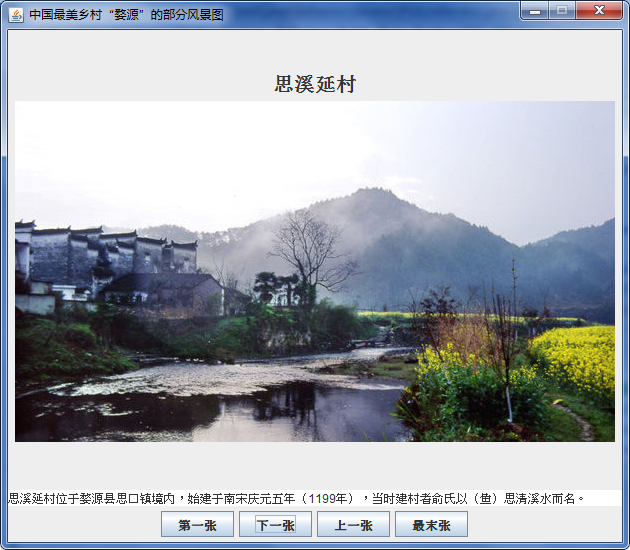 中国最美乡村“婺源”的部分风景图
思溪延村
思溪延村位于婺源县思口镇境内，始建于南宋庆元五年（1199年），当时建村者俞氏以（鱼）思清溪水而名。
第一张 下一张 上一张 最末张